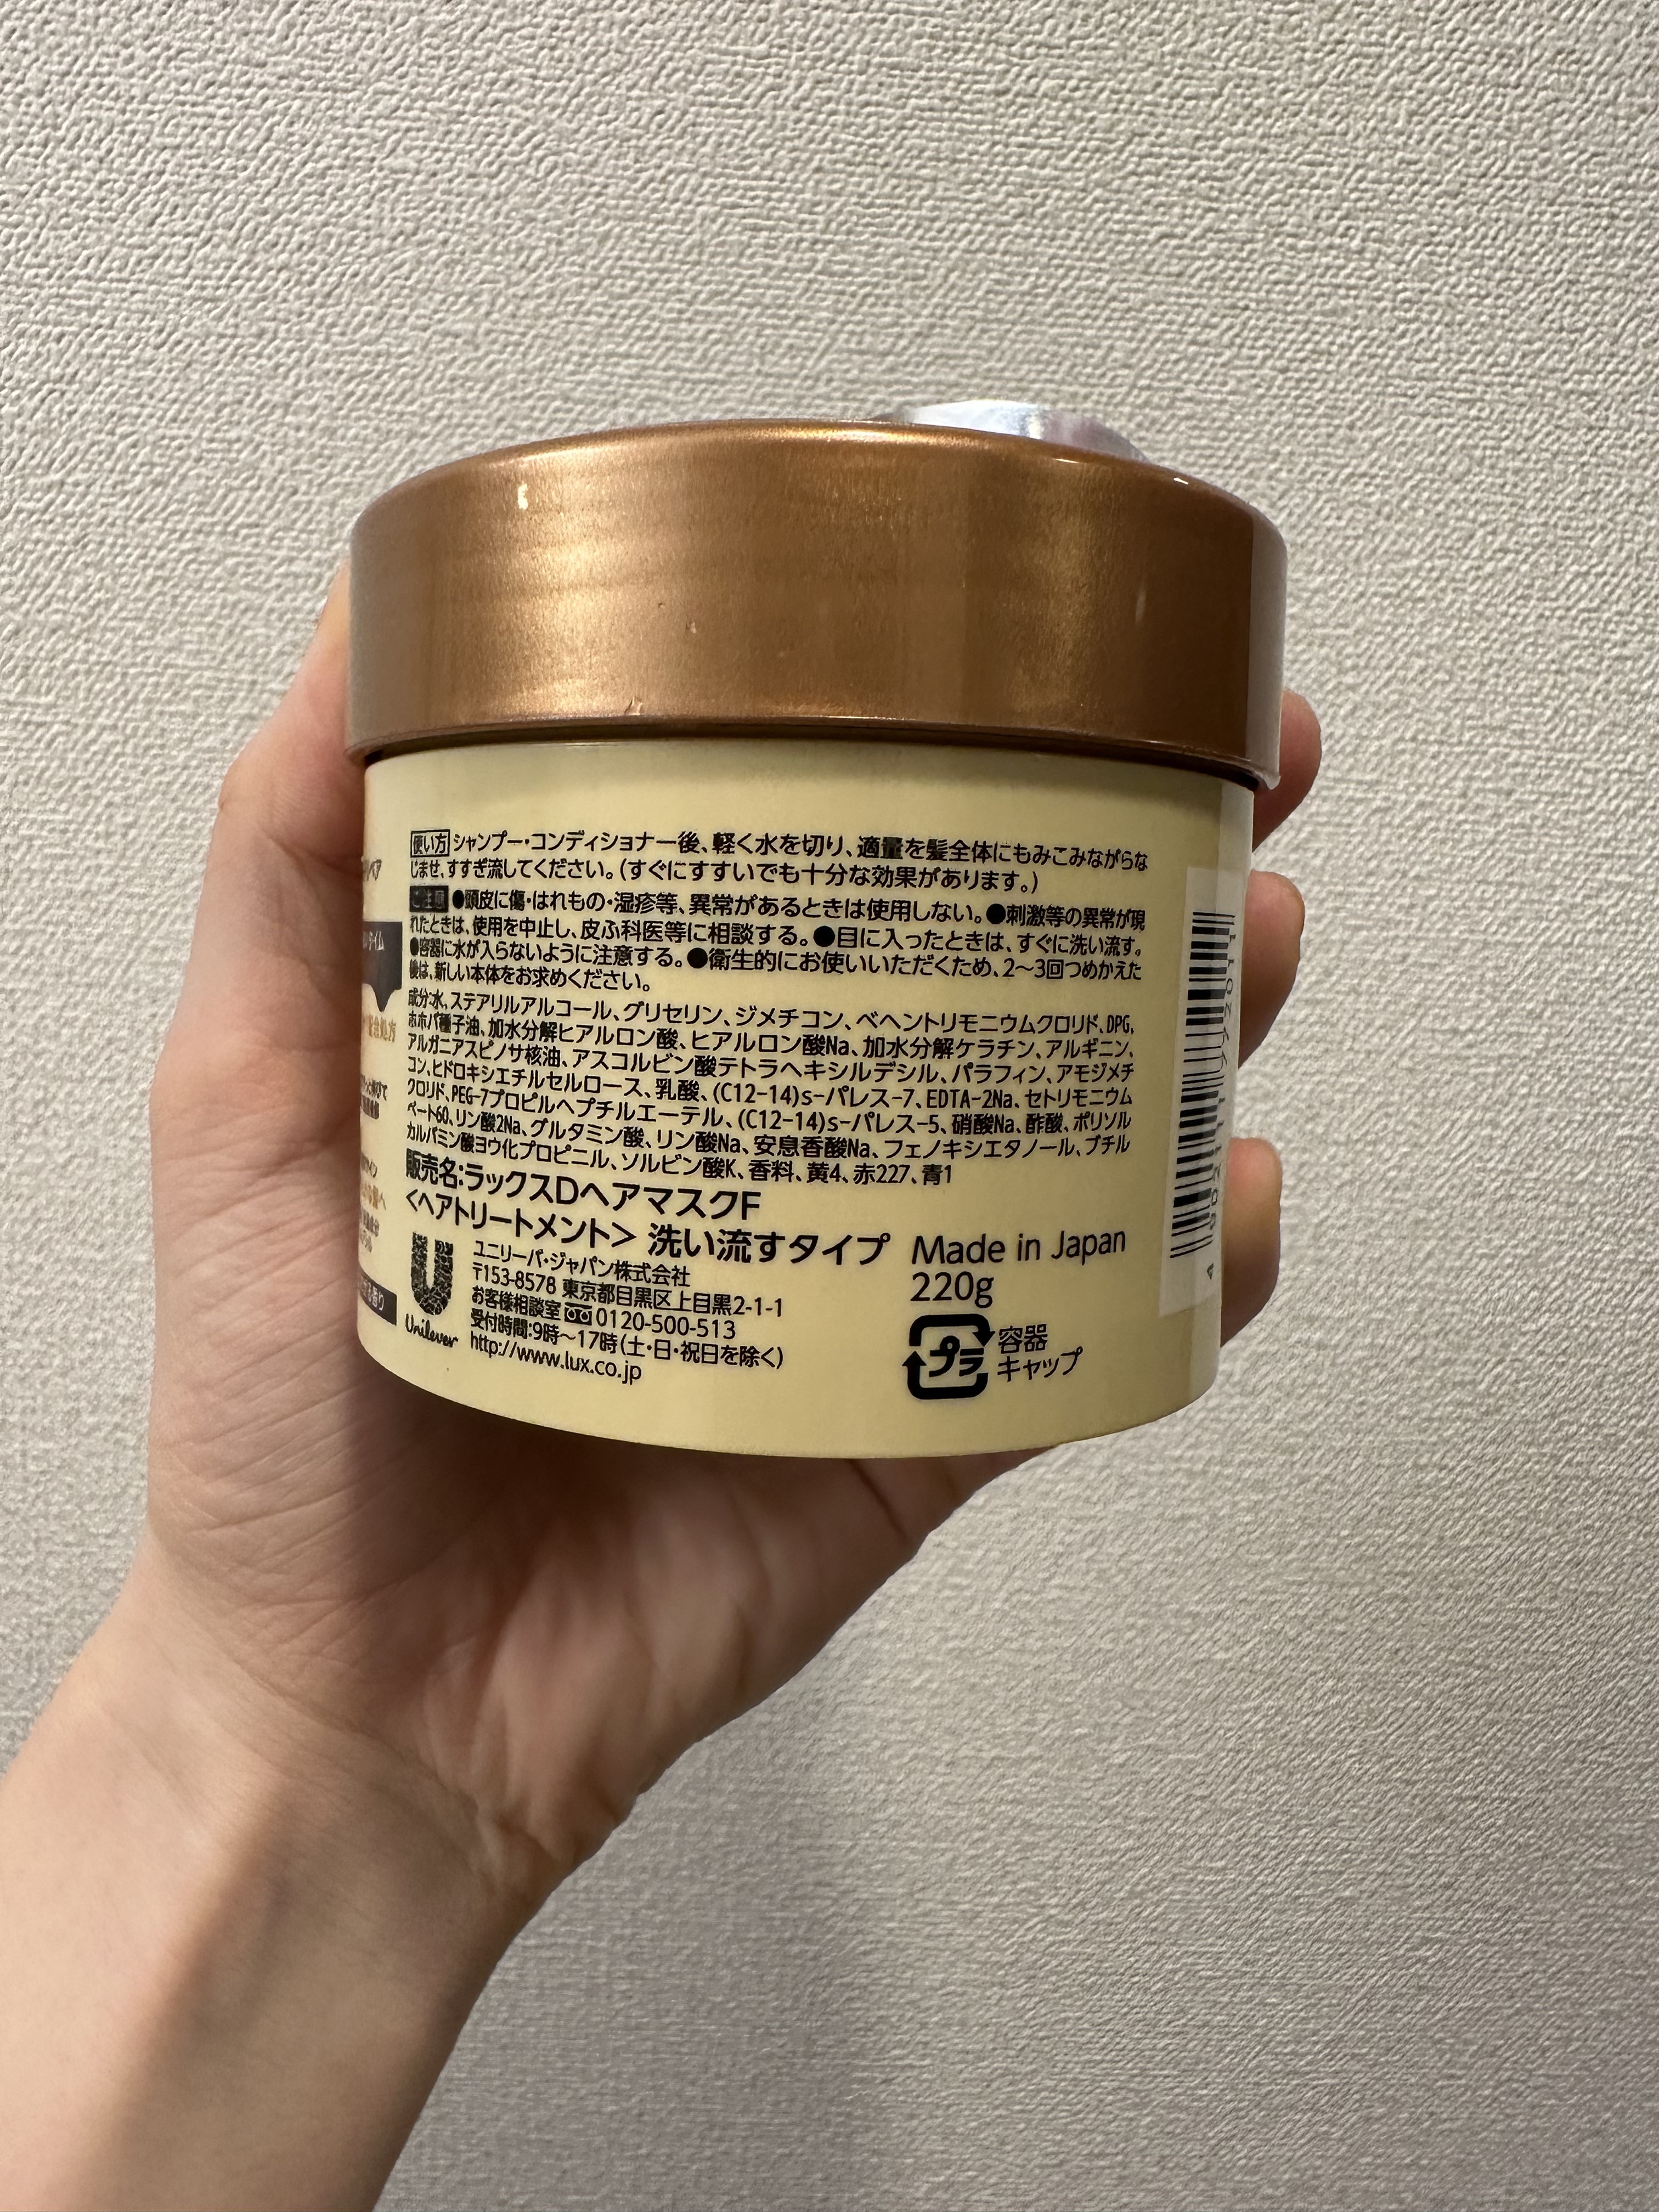 使い方 シャンプー・コンディショナー後、軽く水を切り、適量を髪全体にもみこみながらな
じませ、すすぎ流してください。(すぐにすすいでも十分な効果があります。)
ご注意 ●頭皮に傷・はれもの・湿疹等、異常があるときは使用しない。●刺激等の異常が現
れたときは、使用を中止し、皮ふ科医等に相談する。●目に入ったときは、すぐに洗い流す。
●容器に水が入らないように注意する。●衛生的にお使いいただくため、2〜3回つめかえた
後は、新しい本体をお求めください。
成分:水、ステアリルアルコール、グリセリン、ジメチコン、ベヘントリモニウムクロリド、DPG、
ホホバ種子油、加水分解ヒアルロン酸、ヒアルロン酸Na、加水分解ケラチン、アルギニン、
アルガニアスピノサ核油、アスコルビン酸テトラヘキシルデシル、パラフィン、アモジメチ
コン、ヒドロキシエチルセルロース、乳酸、(C12-14)s-パレス-7、EDTA-2Na、セトリモニウム
クロリド、PEG-7プロピルヘプチルエーテル、(C12-14)s-パレス-5、硝酸Na、酢酸、ポリソル
ベート60、リン酸2Na、グルタミン酸、リン酸Na、安息香酸Na、フェノキシエタノール、ブチル
カルバミン酸ヨウ化プロピニル、ソルビン酸K、香料、黄4、赤227、青1
販売名:ラックスDヘアマスクF
<ヘアトリートメント> 洗い流すタイプ
Unilever
ユニリーバ・ジャパン株式会社
〒153-8578 東京都目黒区上目黒2-1-1
お客様相談室 0120-500-513
受付時間:9時〜17時(土・日・祝日を除く)
http://www.lux.co.jp
Made in Japan
220g
プラ
容器
キャップ